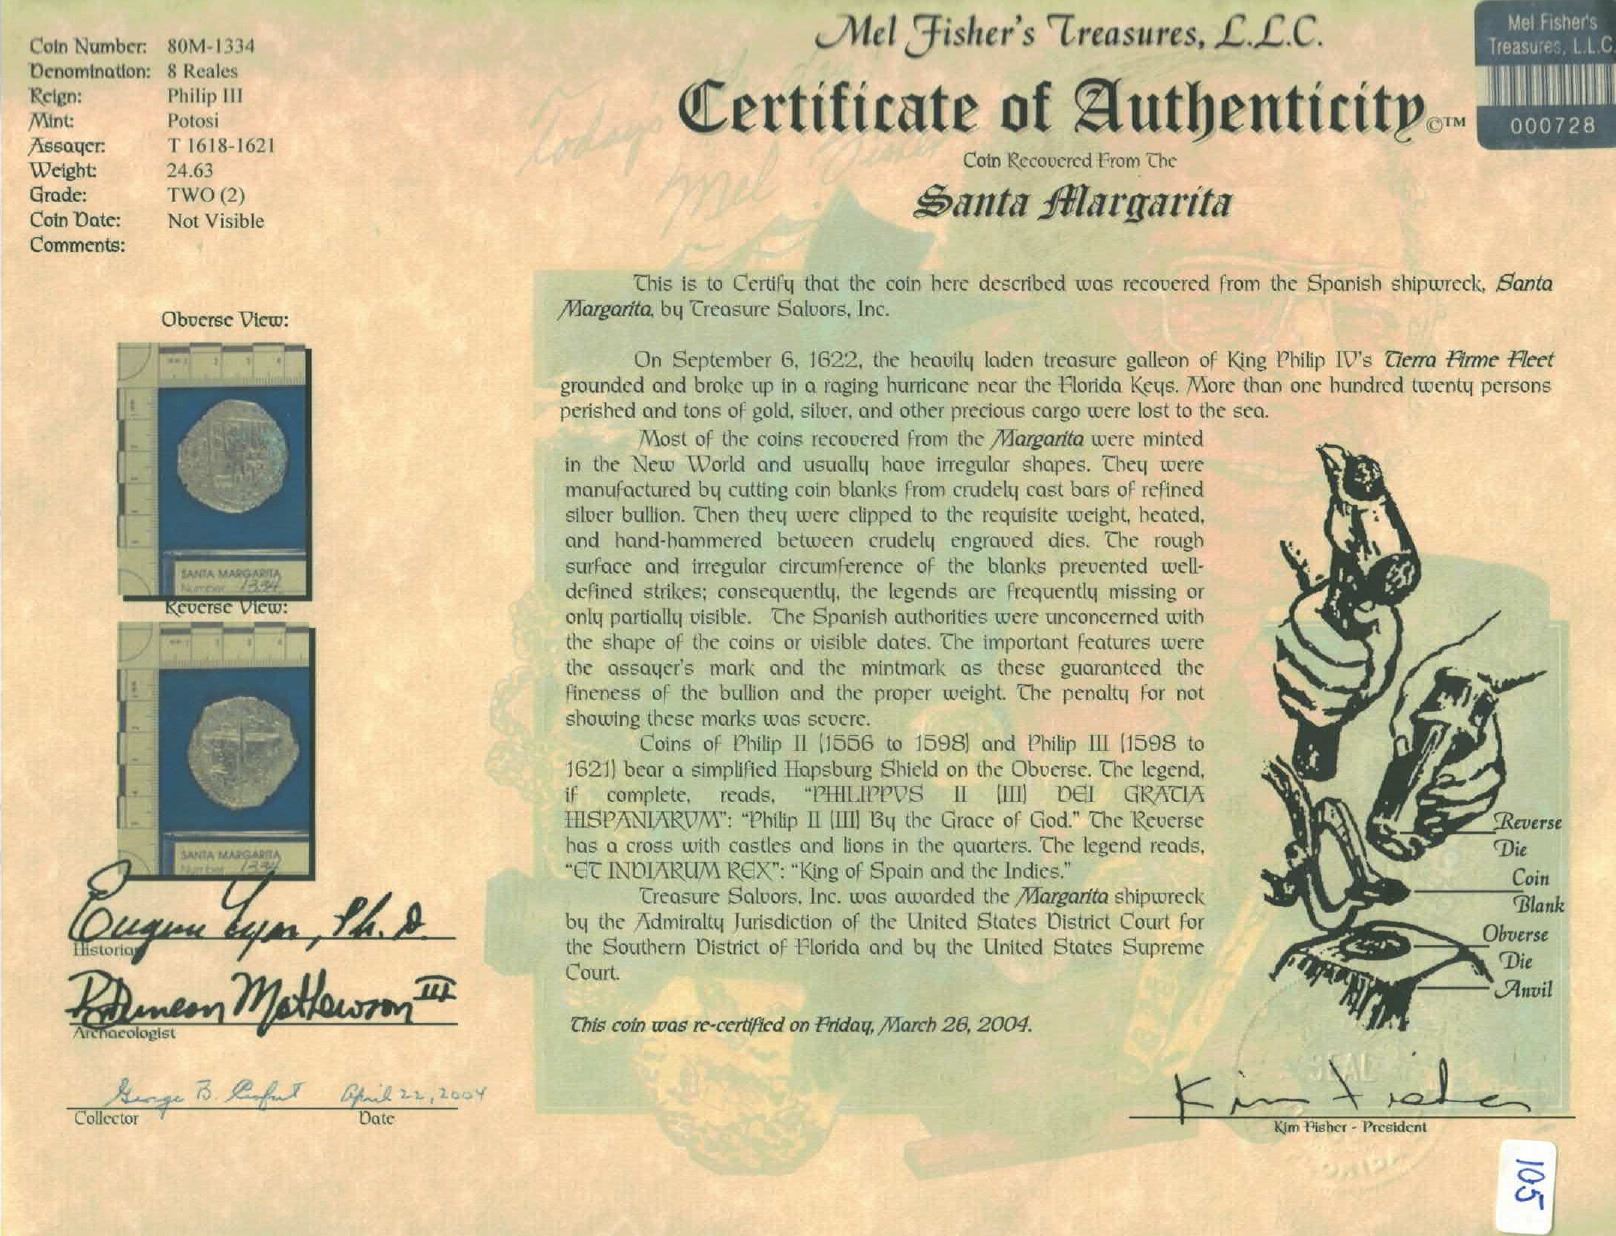 Coin Number: 80M-1334
Denomination: 8 Reales
Reign: Philip III
Mint: Potosi
Assayer: T 1618-1621
Weight: 24.63
Grade: TWO (2)
Coin Date: Not Visible
Comments:
Mel Fisher's Treasures, L.L.C.
Certificate of Authenticity ©™
Coin Recovered From The
Santa Margarita
Mel Fisher's
Treasures, L.L.C
000728
Today's
Mel Fisher
Obverse View:
SANTA MARGARITA
Number 1334
Reverse View:
SANTA MARGARITA
Number 1334
This is to Certify that the coin here described was recovered from the Spanish shipwreck, Santa
Margarita, by Treasure Salvors, Inc.
On September 6, 1622, the heavily laden treasure galleon of King Philip IV's Tierra Firme Fleet
grounded and broke up in a raging hurricane near the Florida Keys. More than one hundred twenty persons
perished and tons of gold, silver, and other precious cargo were lost to the sea.
Most of the coins recovered from the Margarita were minted
in the New World and usually have irregular shapes. They were
manufactured by cutting coin blanks from crudely cast bars of refined
silver bullion. Then they were clipped to the requisite weight, heated,
and hand-hammered between crudely engraved dies. The rough
surface and irregular circumference of the blanks prevented well-
defined strikes; consequently, the legends are frequently missing or
only partially visible. The Spanish authorities were unconcerned with
the shape of the coins or visible dates. The important features were
the assayer's mark and the mintmark as these guaranteed the
fineness of the bullion and the proper weight. The penalty for not
showing these marks was severe.
Coins of Philip II (1556 to 1598) and Philip III (1598 to
1621) bear a simplified Hapsburg Shield on the Obverse. The legend,
if complete, reads, "PHILIPPVS II (III) DEI GRATIA
HISPANIARVM": "Philip II (III) By the Grace of God." The Reverse
has a cross with castles and lions in the quarters. The legend reads,
"ET INDIARUM REX": "King of Spain and the Indies."
Treasure Salvors, Inc. was awarded the Margarita shipwreck
by the Admiralty Jurisdiction of the United States District Court for
the Southern District of Florida and by the United States Supreme
Court.
This coin was re-certified on Friday, March 26, 2004.
Reverse
Die
Coin
Blank
Obverse
Die
Anvil
Eugene Lyon, Ph.D.
Historian
R Duncan Mathewson III
Archaeologist
George B. April 22, 2004
Collector Date
Kim Fisher
Kim Fisher - President
105